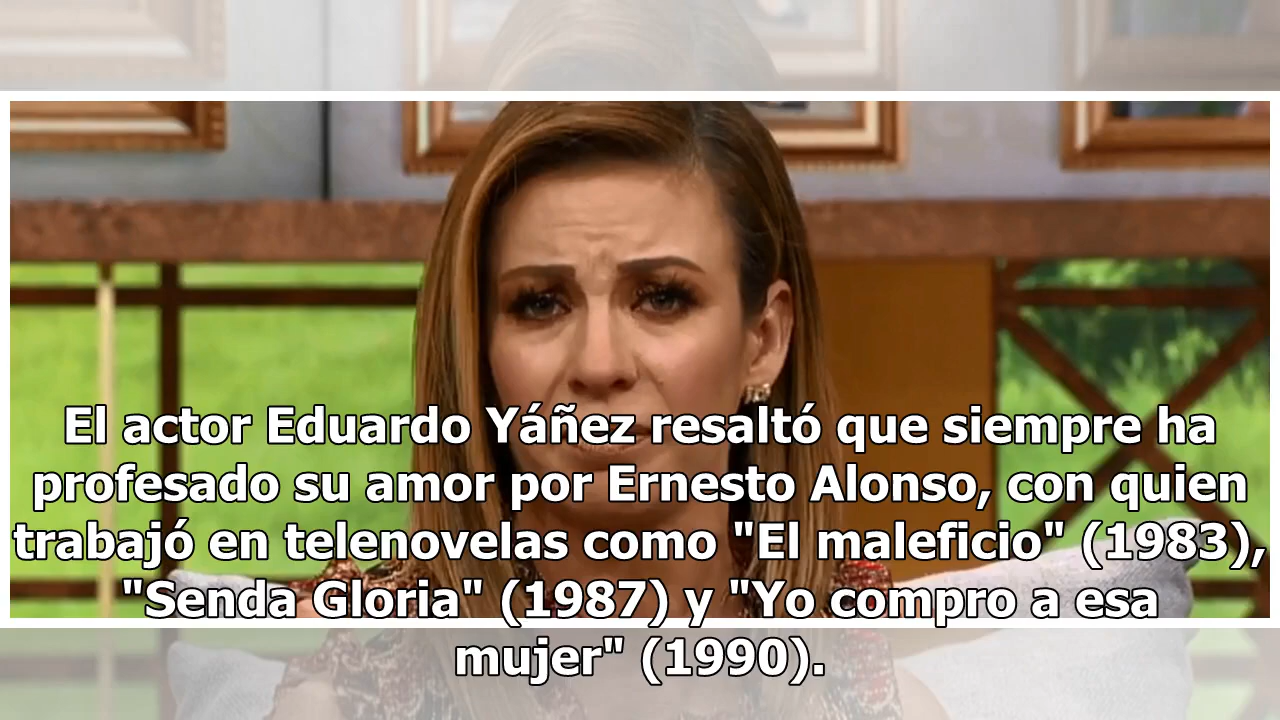 El actor Eduardo Yáñez resaltó que siempre ha
profesado su amor por Ernesto Alonso, con quien
trabajó en telenovelas como "El maleficio" (1983),
"Senda Gloria" (1987) y "Yo compro a esa
mujer" (1990).